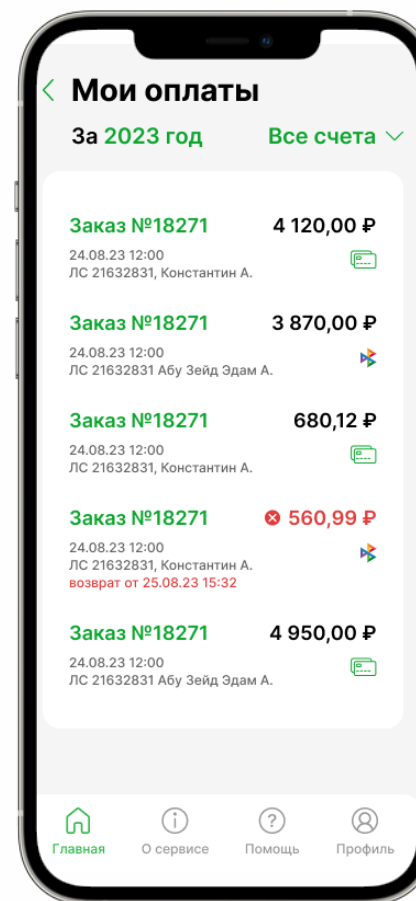 Мои оплаты
За 2023 год Все счета
Заказ №18271 4 120,00 ₽
24.08.23 12:00
ЛС 21632831, Константин А.
Заказ №18271 3 870,00 ₽
24.08.23 12:00
ЛС 21632831 Абу Зейд Эдам А.
Заказ №18271 680,12 ₽
24.08.23 12:00
ЛС 21632831, Константин А.
Заказ №18271 560,99 ₽
24.08.23 12:00
ЛС 21632831, Константин А.
возврат от 25.08.23 15:32
Заказ №18271 4 950,00 ₽
24.08.23 12:00
ЛС 21632831 Абу Зейд Эдам А.
Главная О сервисе Помощь Профиль